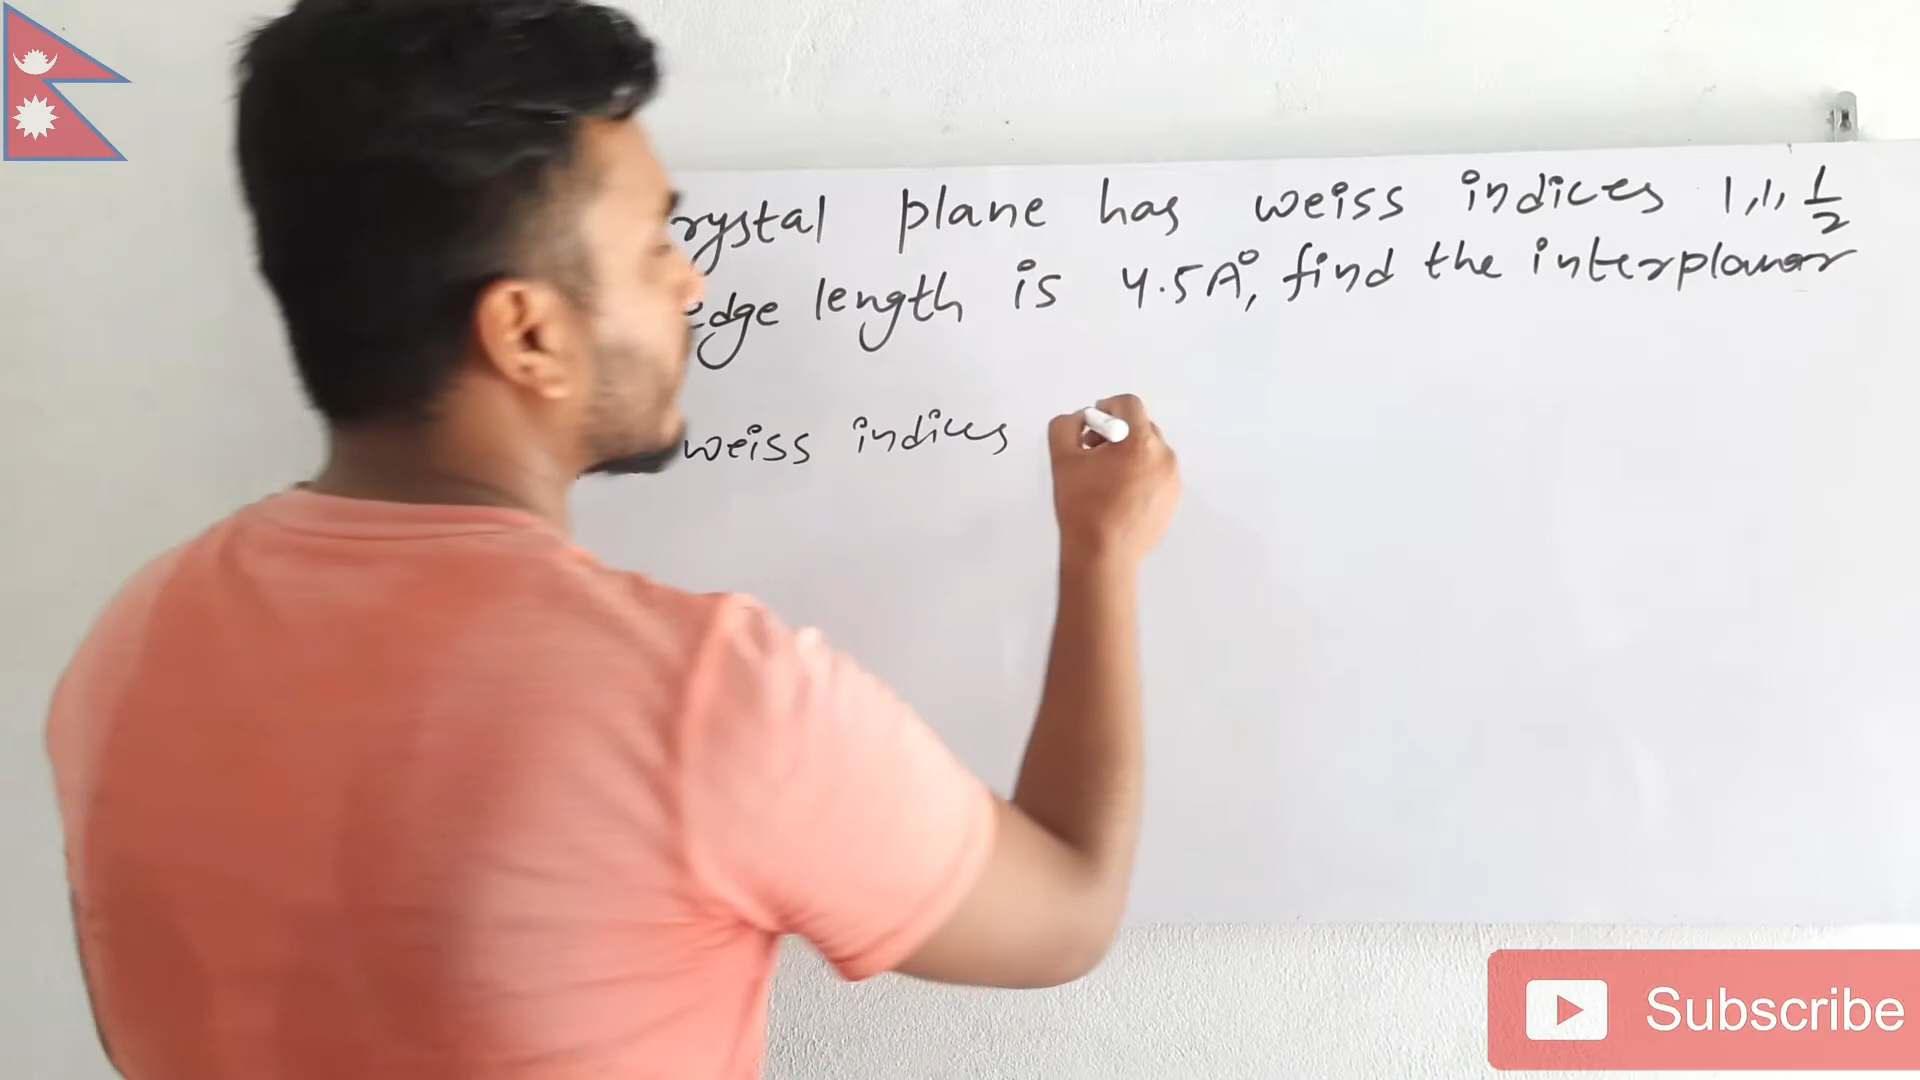 rystal plane has weiss indices 1,1, 1/2
edge length is 4.5A°, find the interplanar
weiss indices
Subscribe